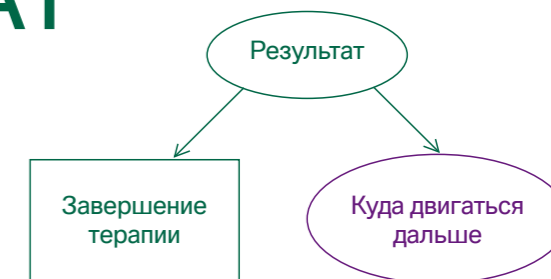 Результат
Завершение
терапии
Куда двигаться
дальше